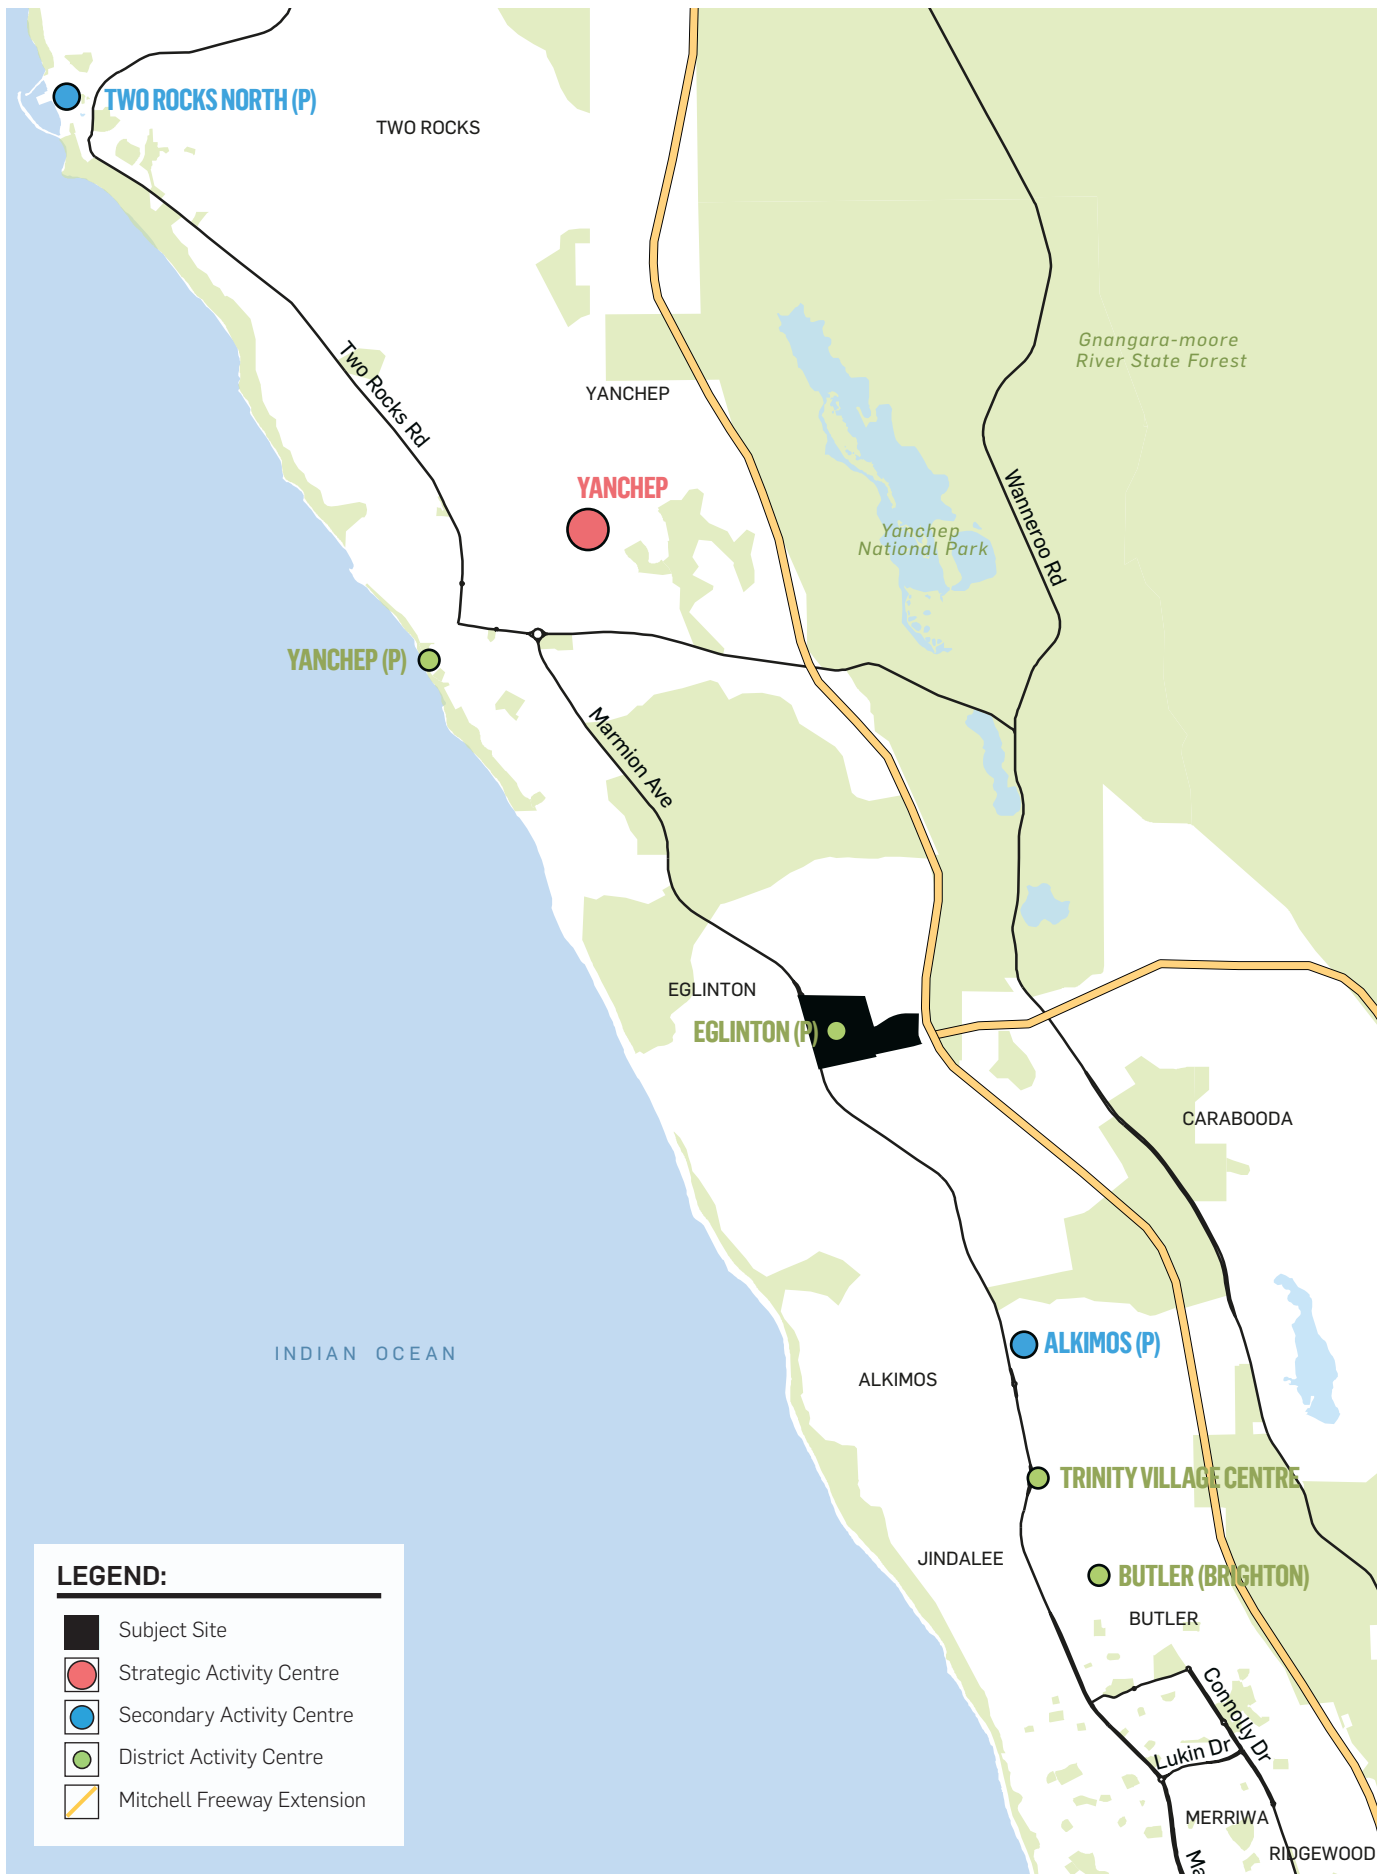 TWO ROCKS NORTH (P)
TWO ROCKS
Gnangara-moore
River State Forest
Two Rocks Rd
YANCHEP
YANCHEP
Wanneroo Rd
Yanchep
National Park
YANCHEP (P)
Marmion Ave
EGLINTON
EGLINTON (P)
CARABOODA
INDIAN OCEAN
ALKIMOS (P)
ALKIMOS
TRINITY VILLAGE CENTRE
JINDALEE
BUTLER (BRIGHTON)
BUTLER
Connolly Dr
Lukin Dr
MERRIWA
Ma
RIDGEWOOD
LEGEND:
Subject Site
Strategic Activity Centre
Secondary Activity Centre
District Activity Centre
Mitchell Freeway Extension